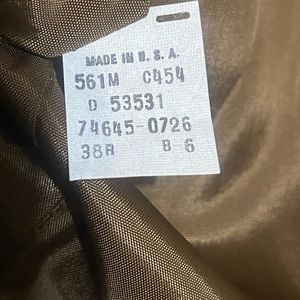 MADE IN U. S. A.
561M C454
D 53531
74645-0726
38R B 6